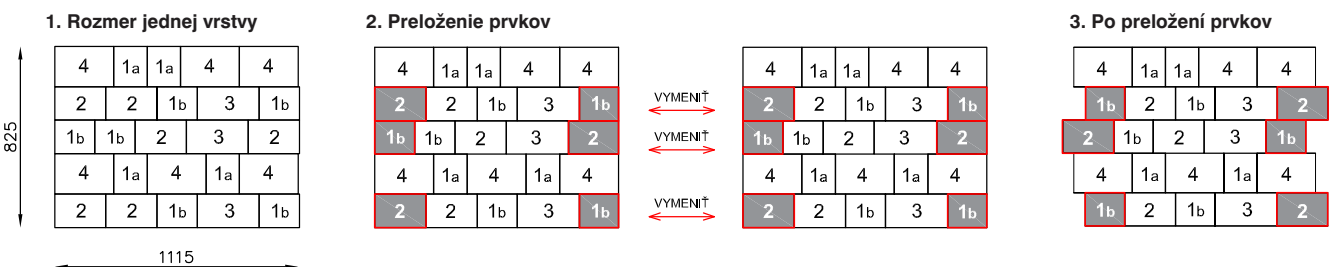 1. Rozmer jednej vrstvy
4 1a 1a 4 4
2 2 1b 3 1b
1b 1b 2 3 2
4 1a 4 1a 4
2 2 1b 3 1b
825
1115
2. Preloženie prvkov
4 1a 1a 4 4
2 2 1b 3 1b
1b 1b 2 3 2
4 1a 4 1a 4
2 2 1b 3 1b
VYMENIŤ
VYMENIŤ
VYMENIŤ
4 1a 1a 4 4
2 2 1b 3 1b
1b 1b 2 3 2
4 1a 4 1a 4
2 2 1b 3 1b
3. Po preložení prvkov
4 1a 1a 4 4
1b 2 1b 3 2
2 1b 2 3 1b
4 1a 4 1a 4
1b 2 1b 3 2